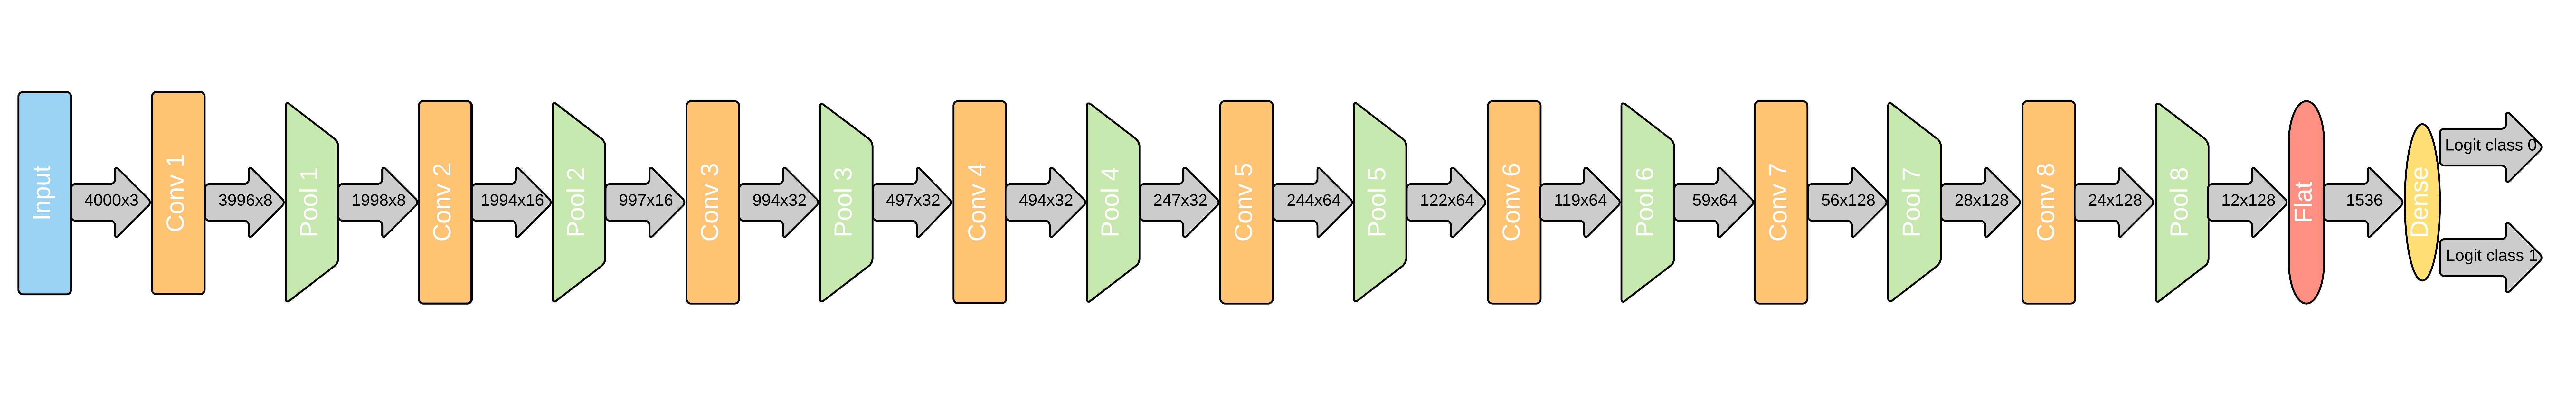 Input
4000x3
Conv 1
3996x8
Pool 1
1998x8
Conv 2
1994x16
Pool 2
997x16
Conv 3
994x32
Pool 3
497x32
Conv 4
494x32
Pool 4
247x32
Conv 5
244x64
Pool 5
122x64
Conv 6
119x64
Pool 6
59x64
Conv 7
56x128
Pool 7
28x128
Conv 8
24x128
Pool 8
12x128
Flat
1536
Dense
Logit class 0
Logit class 1